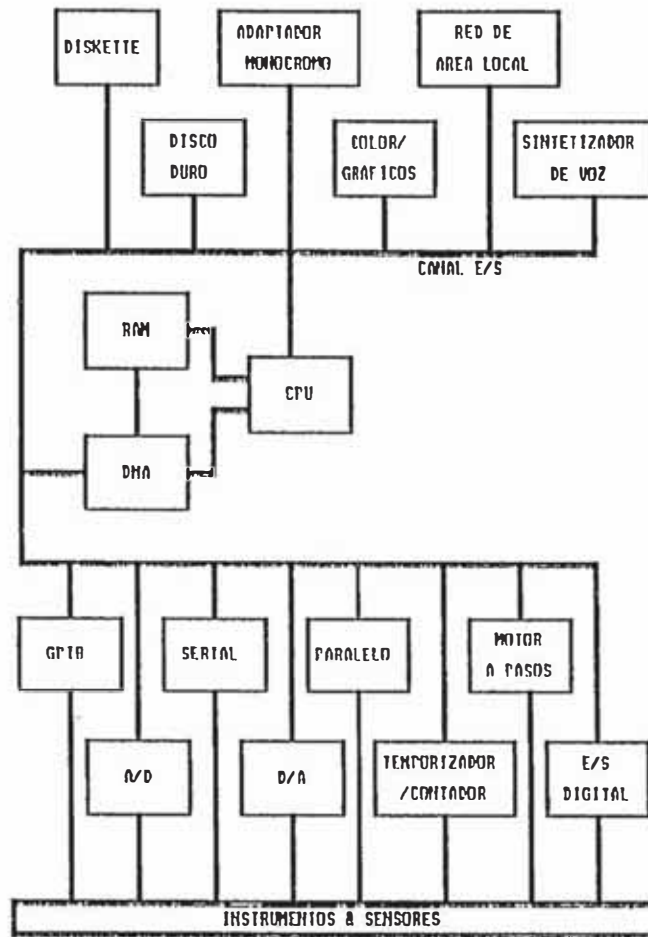 DISKETTE
ADAPTADOR
MONOCROMO
RED DE
AREA LOCAL
DISCO
DURO
COLOR/
GRAFICOS
SINTETIZADOR
DE VOZ
CANAL E/S
RAM
CPU
DMA
GPIB
SERIAL
PARALELO
MOTOR
A PASOS
A/D
D/A
TEMPORIZADOR
/CONTADOR
E/S
DIGITAL
INSTRUMENTOS & SENSORES